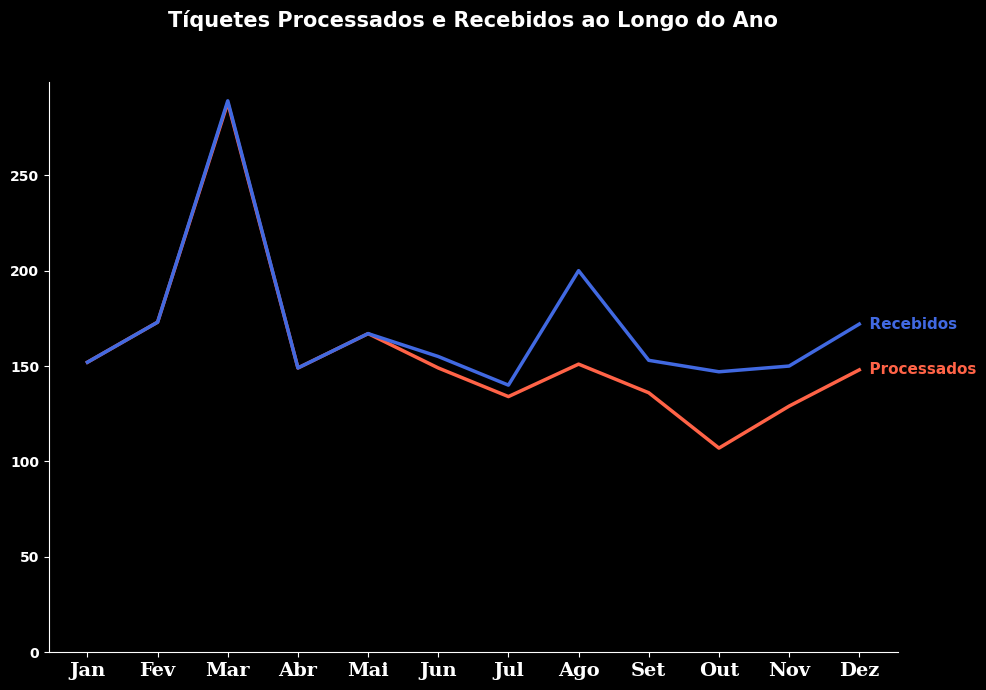 Tíquetes Processados e Recebidos ao Longo do Ano
250
200
150
100
50
0
Recebidos
Processados
Jan Fev Mar Abr Mai Jun Jul Ago Set Out Nov Dez